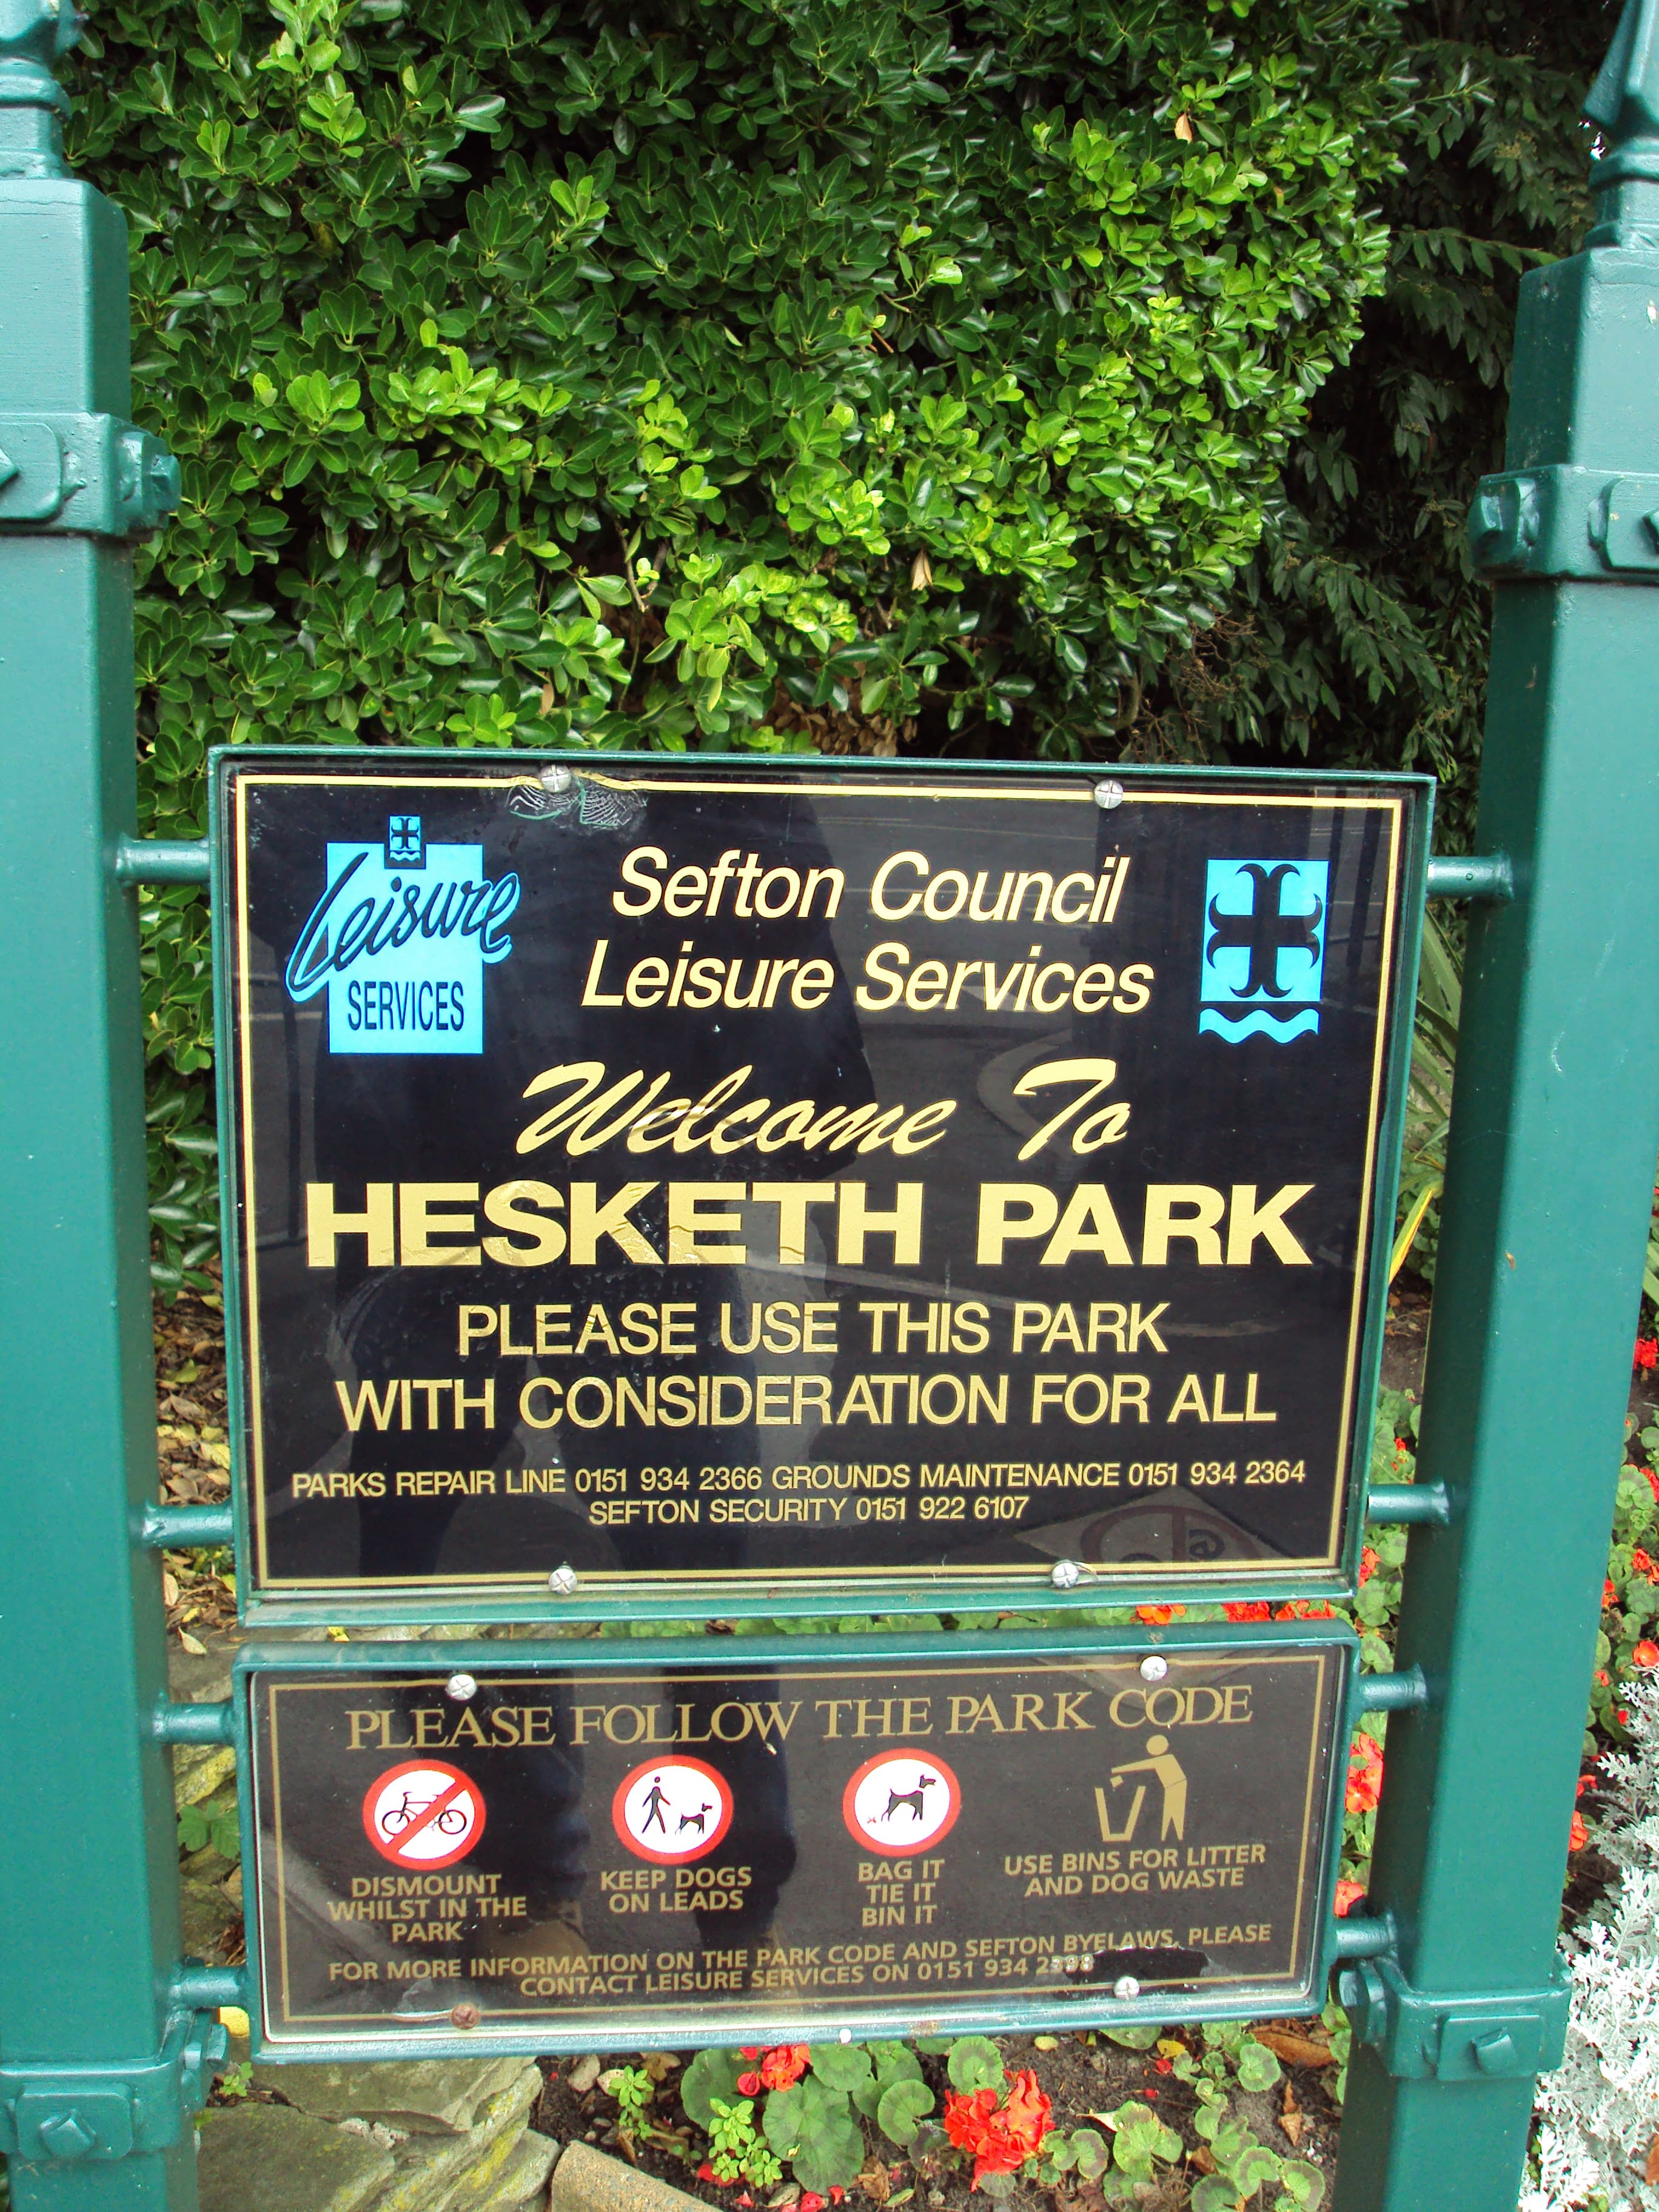 Leisure
SERVICES
Sefton Council
Leisure Services
Welcome To
HESKETH PARK
PLEASE USE THIS PARK
WITH CONSIDERATION FOR ALL
PARKS REPAIR LINE 0151 934 2366 GROUNDS MAINTENANCE 0151 934 2364
SEFTON SECURITY 0151 922 6107
PLEASE FOLLOW THE PARK CODE
DISMOUNT
WHILST IN THE
PARK
KEEP DOGS
ON LEADS
BAG IT
TIE IT
BIN IT
USE BINS FOR LITTER
AND DOG WASTE
FOR MORE INFORMATION ON THE PARK CODE AND SEFTON BYELAWS, PLEASE
CONTACT LEISURE SERVICES ON 0151 934